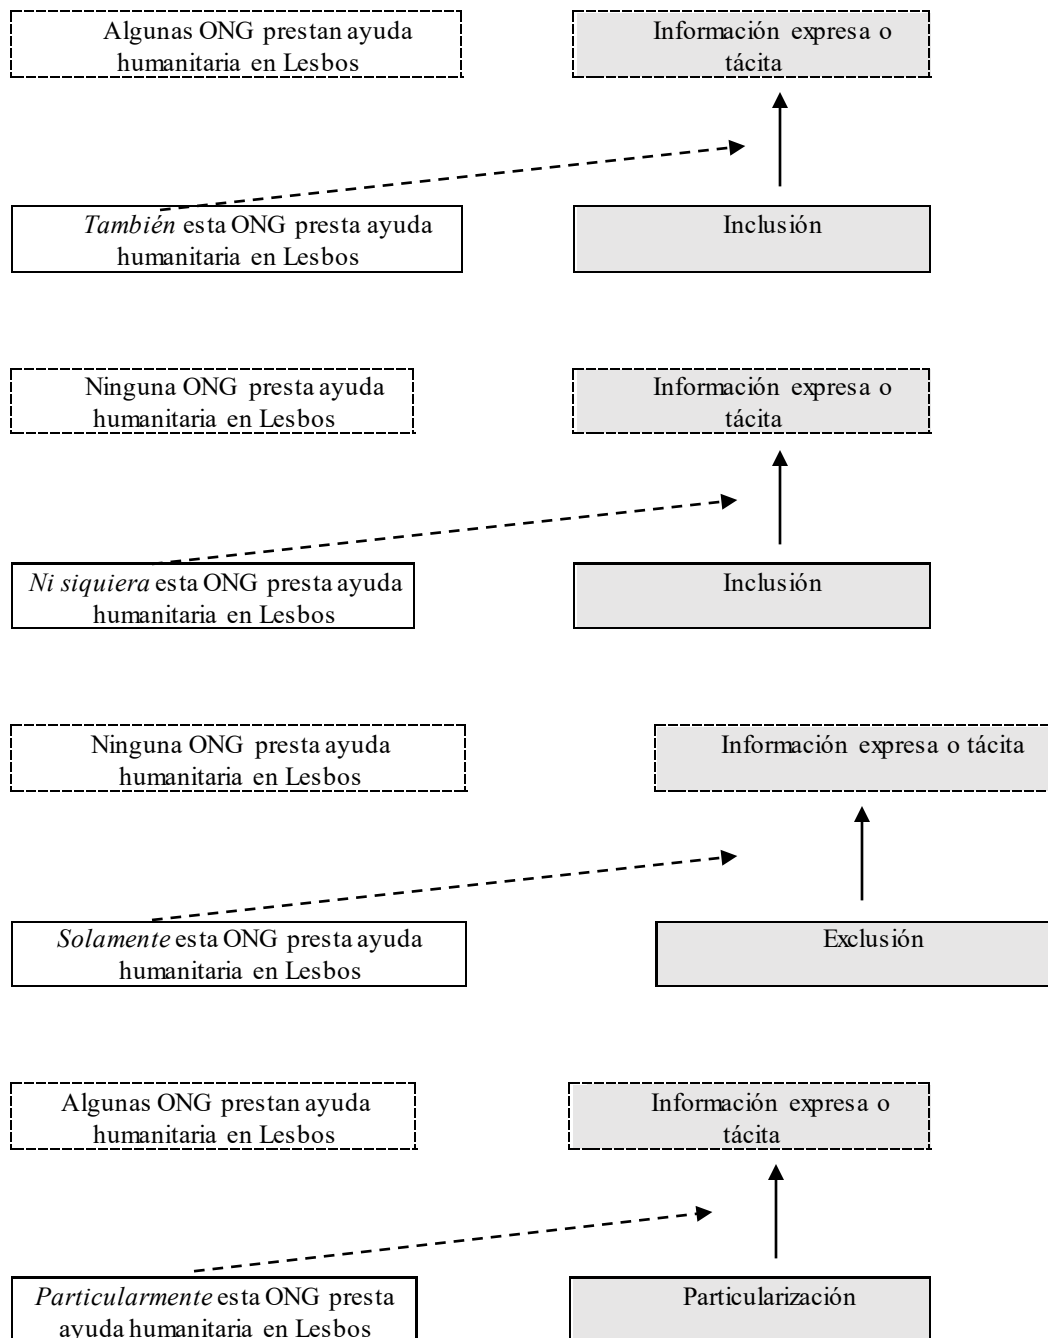 Algunas ONG prestan ayuda
humanitaria en Lesbos
Información expresa o
tácita
También esta ONG presta ayuda
humanitaria en Lesbos
Inclusión
Ninguna ONG presta ayuda
humanitaria en Lesbos
Información expresa o
tácita
Ni siquiera esta ONG presta ayuda
humanitaria en Lesbos
Inclusión
Ninguna ONG presta ayuda
humanitaria en Lesbos
Información expresa o tácita
Solamente esta ONG presta ayuda
humanitaria en Lesbos
Exclusión
Algunas ONG prestan ayuda
humanitaria en Lesbos
Información expresa o
tácita
Particularmente esta ONG presta
ayuda humanitaria en Lesbos
Particularización